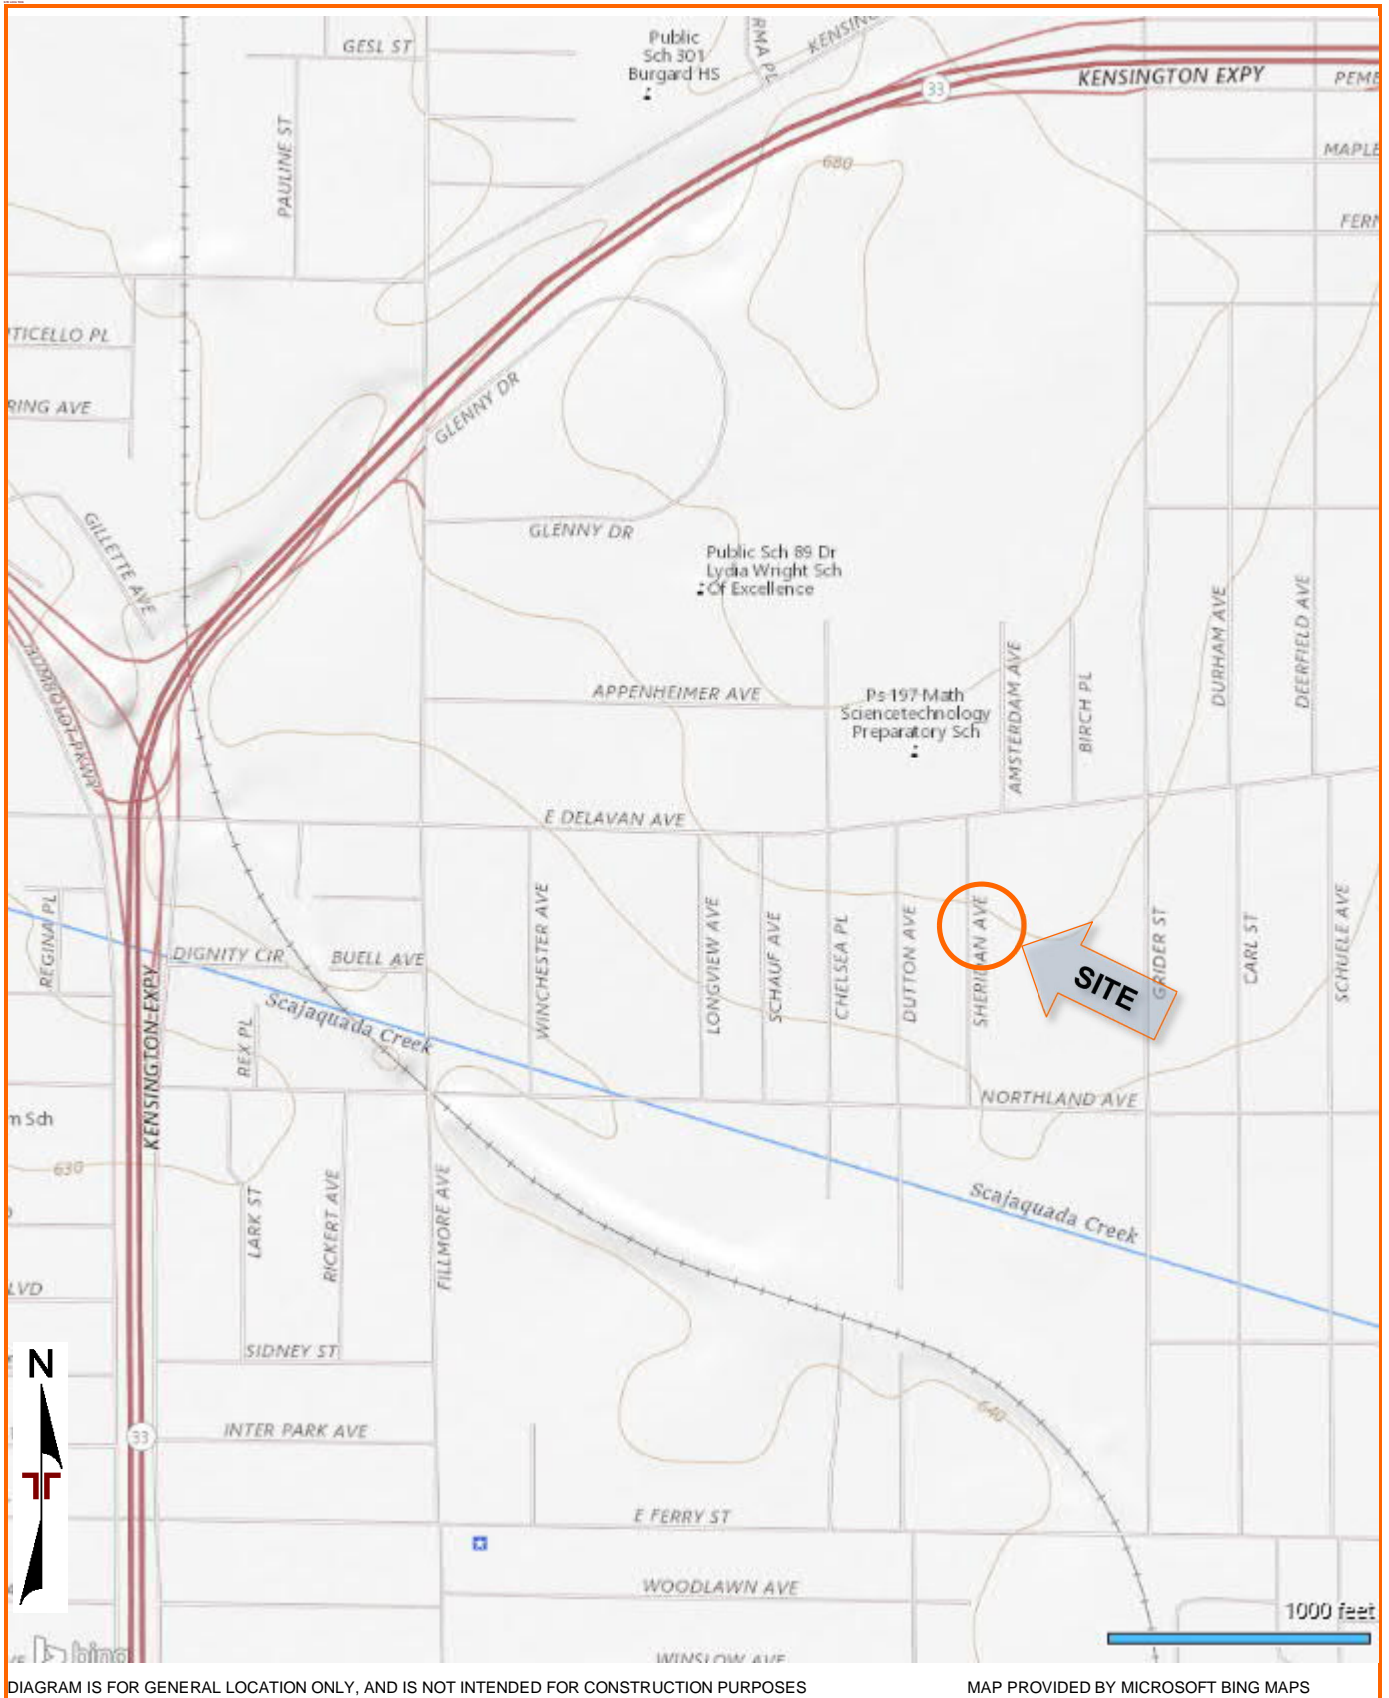 GESL ST
Public
Sch 301
Burgard HS
RMA PL
KENSING
33
KENSINGTON EXPY
PEMB
PAULINE ST
MAPLE
680
FERN
TICELLO PL
RING AVE
GLENNY DR
GILLETTE AVE
GLENNY DR
Public Sch 89 Dr
Lydia Wright Sch
Of Excellence
DURHAM AVE
DEERFIELD AVE
AMSTERDAM AVE
BIRCH PL
APPENHEIMER AVE
Ps 197-Math
Sciencetechnology
Preparatory Sch
E DELAVAN AVE
REGINA PL
DIGNITY CIR
BUELL AVE
WINCHESTER AVE
LONGVIEW AVE
SCHAUF AVE
CHELSEA PL
DUTTON AVE
SHERIDAN AVE
SITE
GRIDER ST
CARL ST
SCHUELE AVE
Scajaquada Creek
KENSINGTON EXPY
REX PL
NORTHLAND AVE
m Sch
630
LARK ST
RICKERT AVE
FILLMORE AVE
Scajaquada Creek
LVD
SIDNEY ST
N
640
33
INTER PARK AVE
E FERRY ST
WOODLAWN AVE
1000 feet
bing
WINSLOW AVE
DIAGRAM IS FOR GENERAL LOCATION ONLY, AND IS NOT INTENDED FOR CONSTRUCTION PURPOSES
MAP PROVIDED BY MICROSOFT BING MAPS